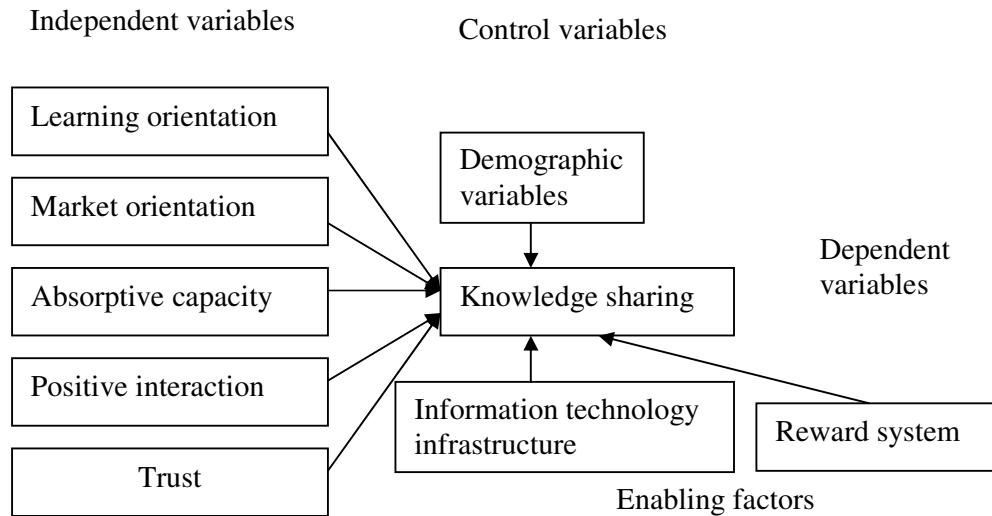 Independent variables
Control variables
Learning orientation
Demographic
variables
Market orientation
Dependent
variables
Absorptive capacity
Knowledge sharing
Positive interaction
Information technology
infrastructure
Reward system
Trust
Enabling factors